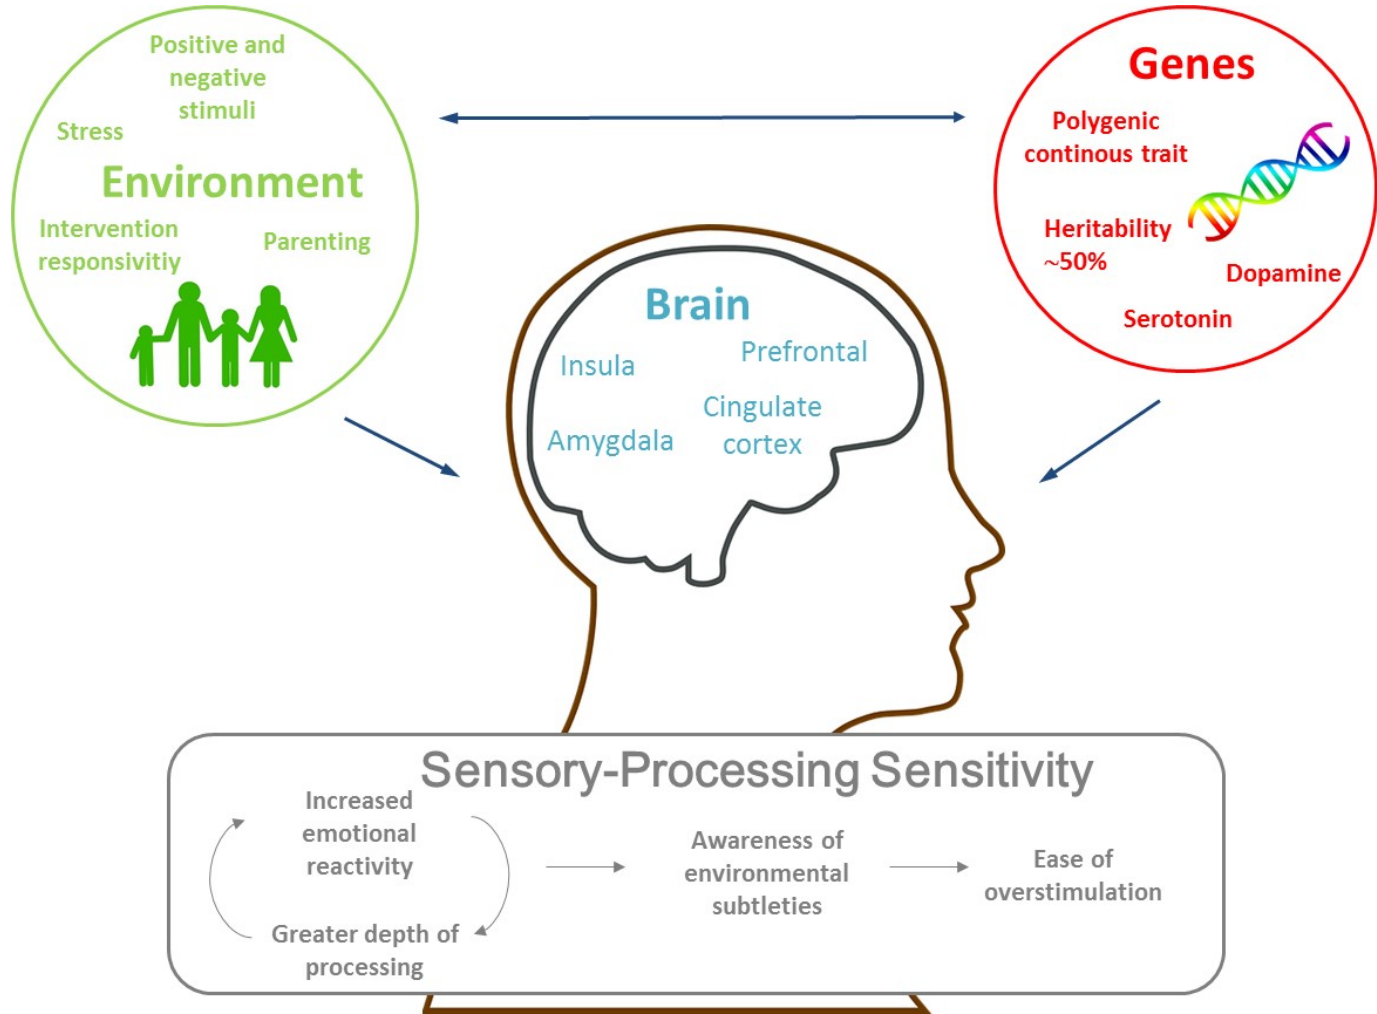 Positive and
negative
stimuli
Stress
Environment
Intervention
responsivitiy
Parenting
Genes
Polygenic
continous trait
Heritability
~50%
Dopamine
Serotonin
Brain
Insula
Prefrontal
Cingulate
cortex
Amygdala
Sensory-Processing Sensitivity
Increased
emotional
reactivity
Greater depth of
processing
Awareness of
environmental
subtleties
Ease of
overstimulation